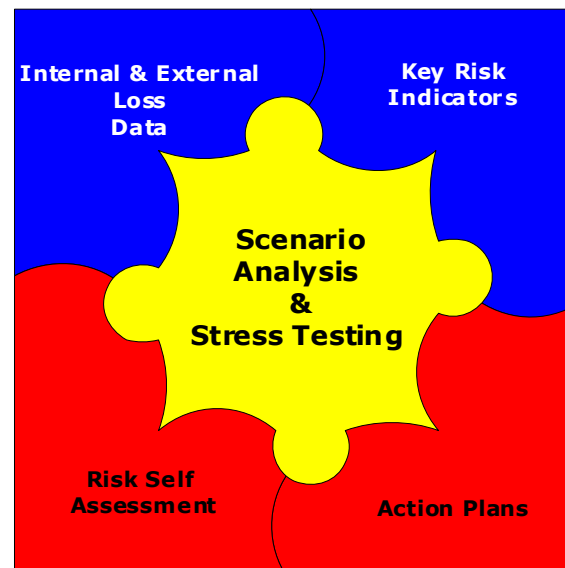 Internal & External
Loss
Data
Key Risk
Indicators
Scenario
Analysis
&
Stress Testing
Risk Self
Assessment
Action Plans